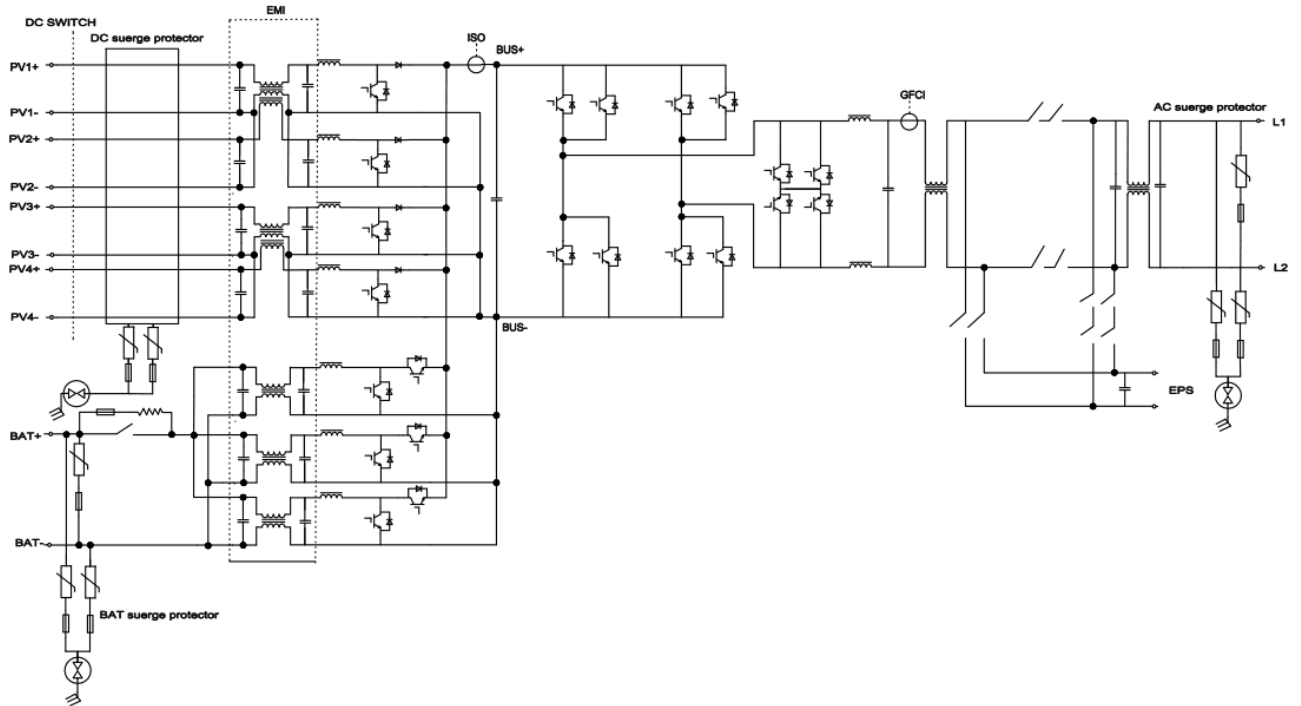 EMI
DC SWITCH
DC suerge protector
ISO
BUS+
PV1+
GFCI
AC suerge protector
PV1-
L1
PV2+
PV2-
PV3+
PV3-
PV4+
L2
PV4-
BUS-
EPS
BAT+
BAT-
BAT suerge protector